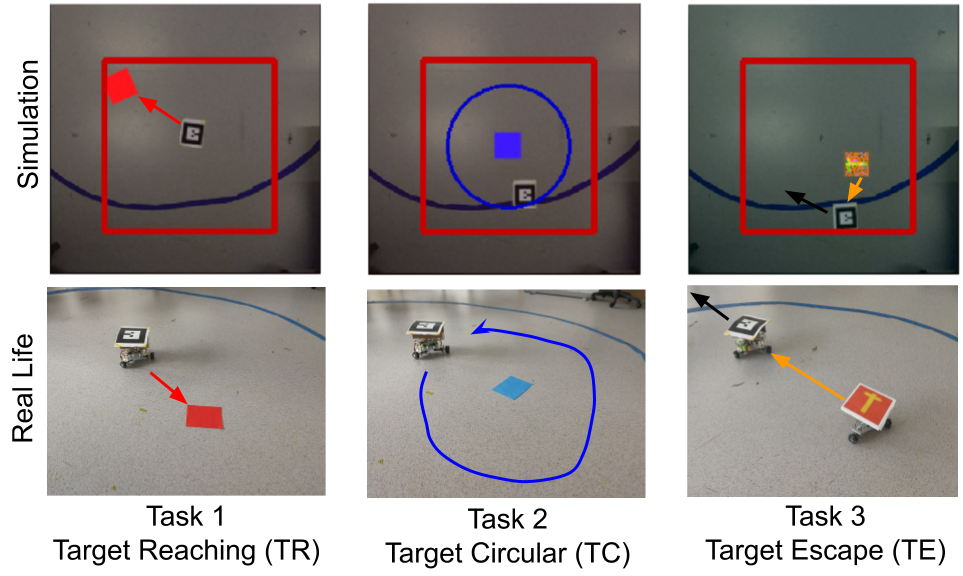 Simulation
Real Life
T
Task 1
Target Reaching (TR)
Task 2
Target Circular (TC)
Task 3
Target Escape (TE)